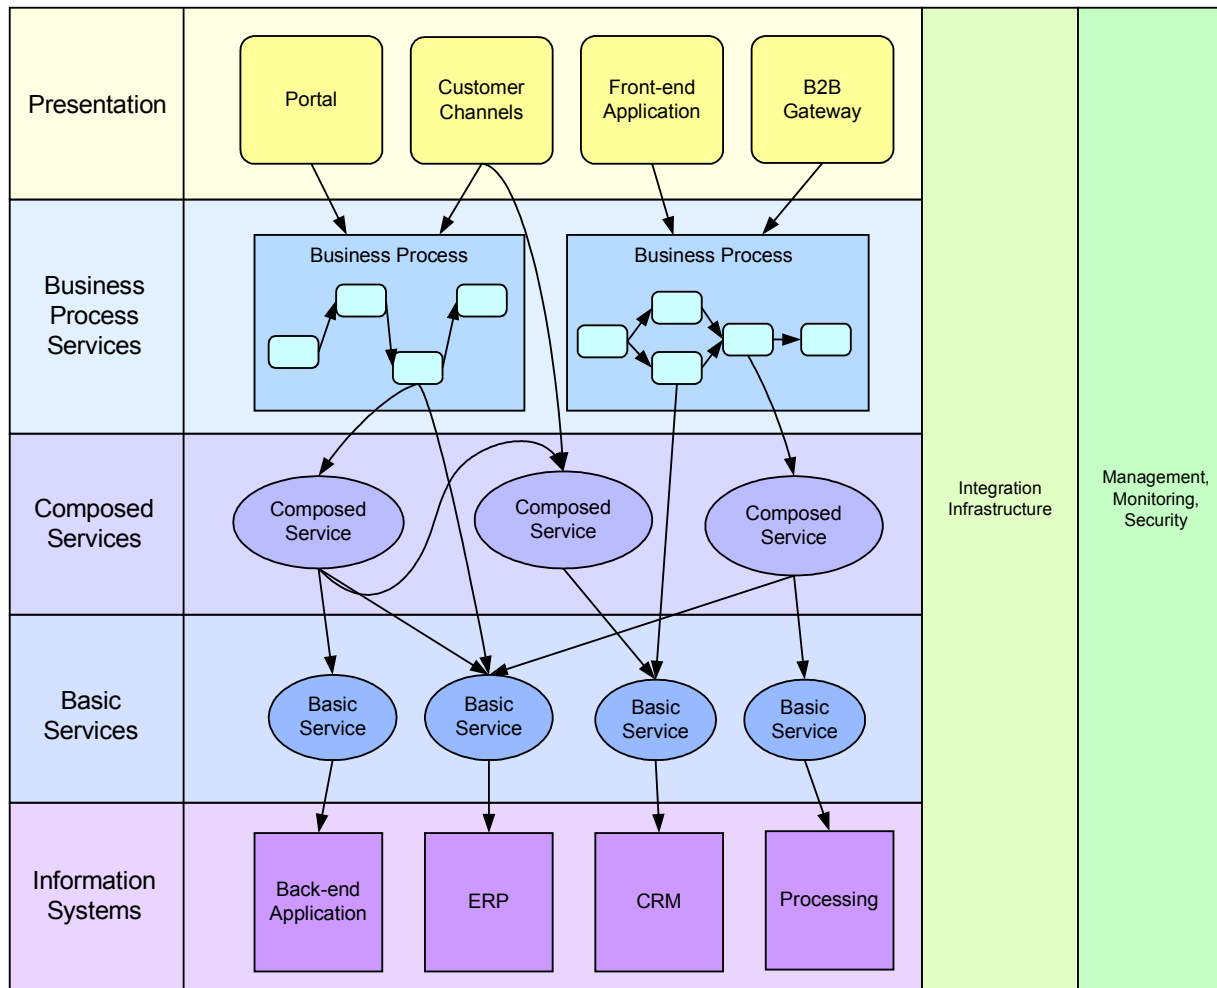 Presentation
Portal
Customer
Channels
Front-end
Application
B2B
Gateway
Business
Process
Services
Business Process
Business Process
Composed
Services
Composed
Service
Composed
Service
Composed
Service
Basic
Services
Basic
Service
Basic
Service
Basic
Service
Basic
Service
Information
Systems
Back-end
Application
ERP
CRM
Processing
Integration
Infrastructure
Management,
Monitoring,
Security